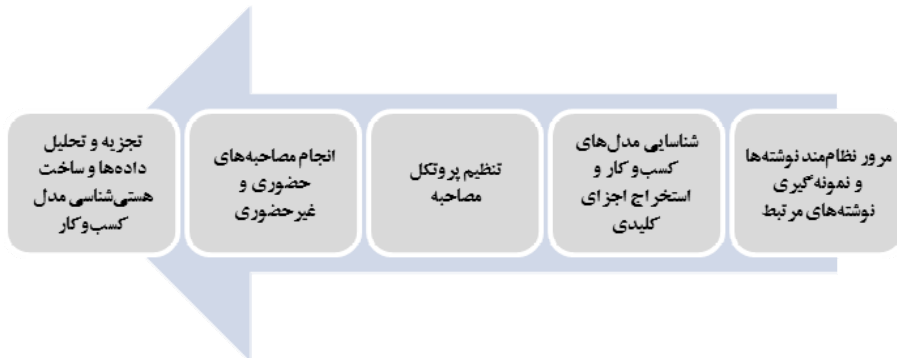 مرور نظام‌مند نوشته‌ها
و نمونه‌گیری
نوشته‌های مرتبط
شناسایی مدل‌های
کسب‌و کار و
استخراج اجزای
کلیدی
تنظیم پروتکل
مصاحبه
انجام مصاحبه‌های
حضوری و
غیرحضوری
تجزیه و تحلیل
داده‌ها و ساخت
هستی‌شناسی مدل
کسب‌وکار